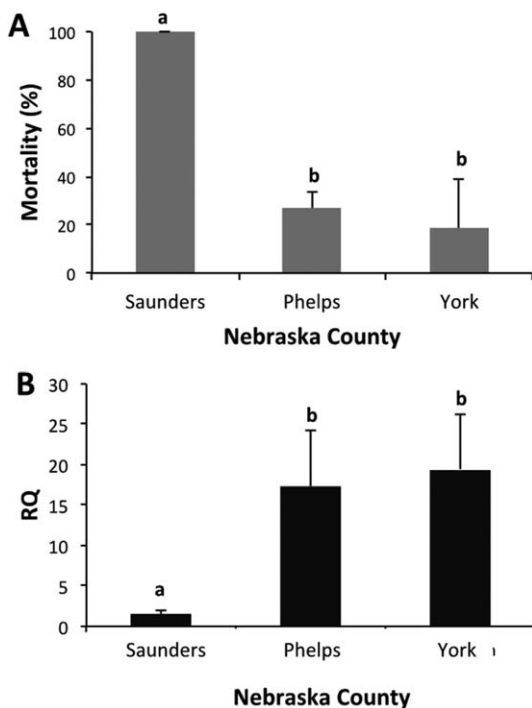 A
Mortality (%)
100
80
60
40
20
0
a
b
b
Saunders Phelps York
Nebraska County
B
RQ
30
25
20
15
10
5
0
a
b
b
Saunders Phelps York
Nebraska County